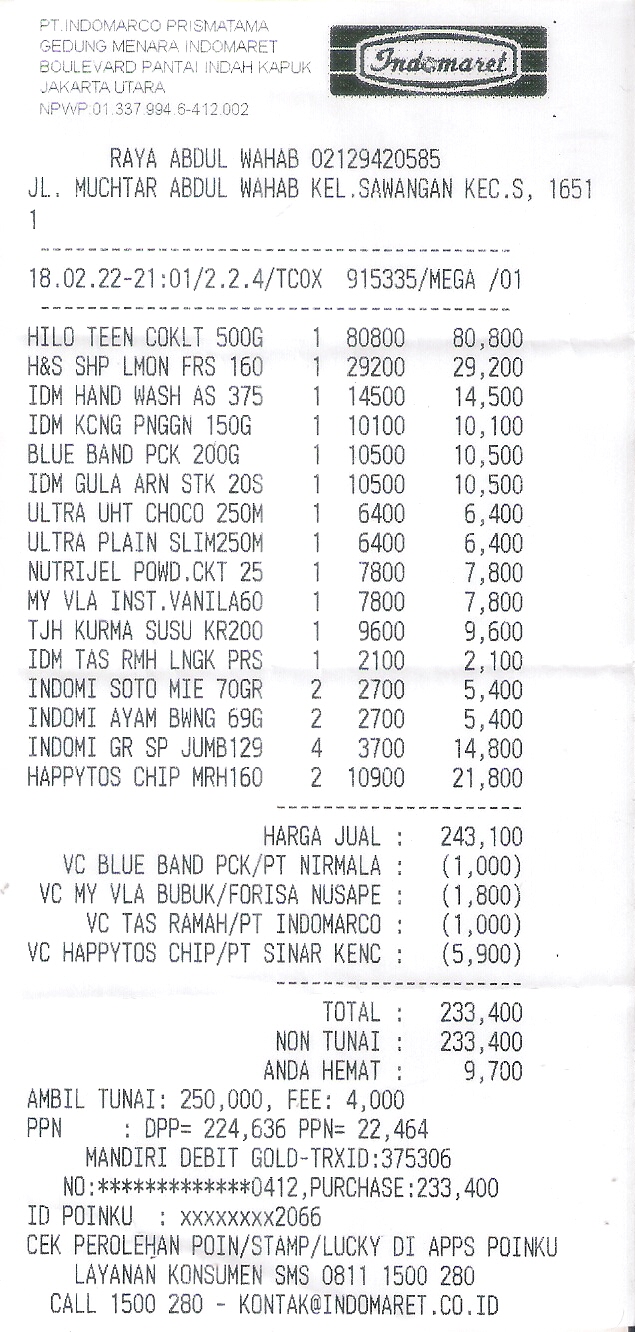 PT.INDOMARCO PRISMATAMA
GEDUNG MENARA INDOMARET
BOULEVARD PANTAI INDAH KAPUK
JAKARTA UTARA
NPWP:01.337.994.6-412.002
Indomaret
RAYA ABDUL WAHAB 02129420585
JL. MUCHTAR ABDUL WAHAB KEL.SAWANGAN KEC.S, 1651
1
18.02.22-21:01/2.2.4/TCOX 915335/MEGA /01
HILO TEEN COKLT 500G 1 80800 80,800
H&S SHP LMON FRS 160 1 29200 29,200
IDM HAND WASH AS 375 1 14500 14,500
IDM KCNG PNGGN 150G 1 10100 10,100
BLUE BAND PCK 200G 1 10500 10,500
IDM GULA ARN STK 20S 1 10500 10,500
ULTRA UHT CHOCO 250M 1 6400 6,400
ULTRA PLAIN SLIM250M 1 6400 6,400
NUTRIJEL POWD.CKT 25 1 7800 7,800
MY VLA INST.VANILA60 1 7800 7,800
TJH KURMA SUSU KR200 1 9600 9,600
IDM TAS RMH LNGK PRS 1 2100 2,100
INDOMI SOTO MIE 70GR 2 2700 5,400
INDOMI AYAM BWNG 69G 2 2700 5,400
INDOMI GR SP JUMB129 4 3700 14,800
HAPPYTOS CHIP MRH160 2 10900 21,800
HARGA JUAL : 243,100
VC BLUE BAND PCK/PT NIRMALA : (1,000)
VC MY VLA BUBUK/FORISA NUSAPE : (1,800)
VC TAS RAMAH/PT INDOMARCO : (1,000)
VC HAPPYTOS CHIP/PT SINAR KENC : (5,900)
TOTAL : 233,400
NON TUNAI : 233,400
ANDA HEMAT : 9,700
AMBIL TUNAI: 250,000, FEE: 4,000
PPN : DPP= 224,636 PPN= 22,464
MANDIRI DEBIT GOLD-TRXID:375306
NO:*************0412,PURCHASE:233,400
ID POINKU : xxxxxxxx2066
CEK PEROLEHAN POIN/STAMP/LUCKY DI APPS POINKU
LAYANAN KONSUMEN SMS 0811 1500 280
CALL 1500 280 - KONTAK@INDOMARET.CO.ID